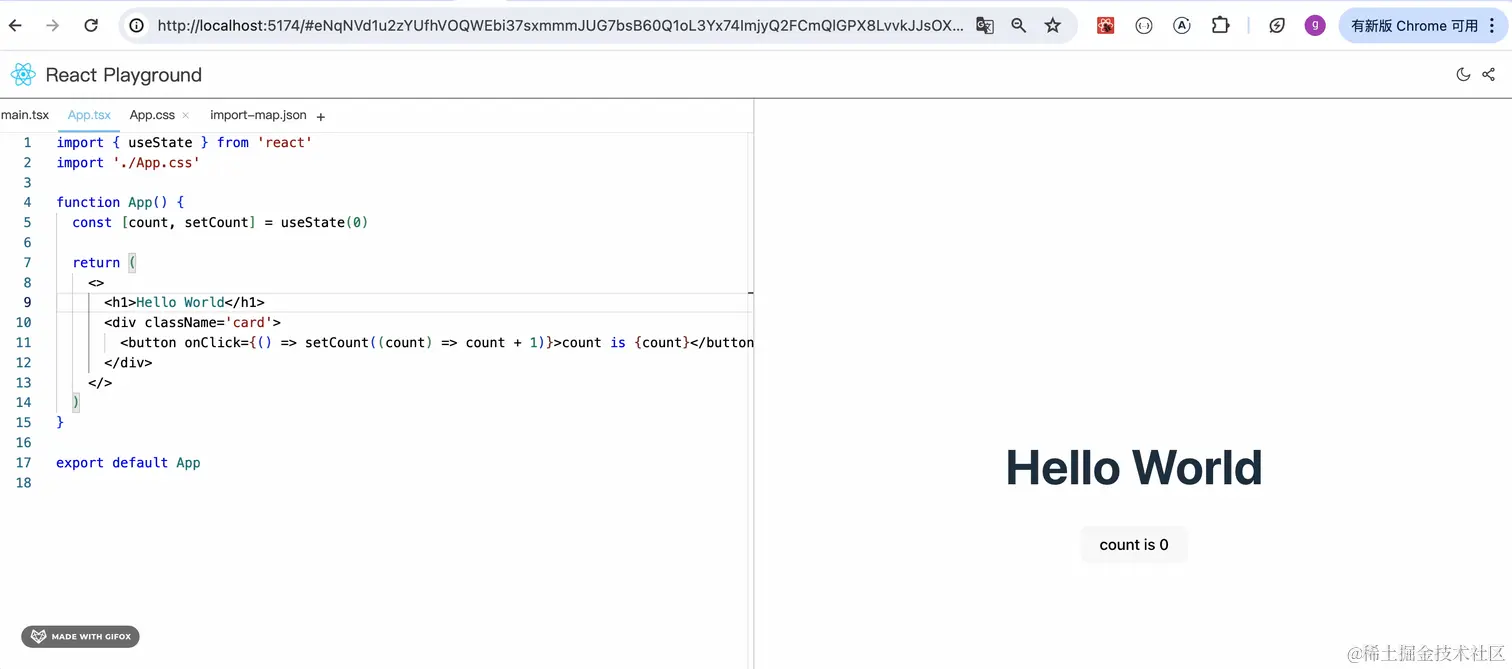 http://localhost:5174/#eNqNVd1u2zYUfhVOQWEbi37sxmmmJUG7bsB60Q1oL3Yx74lmjyQ2FCmQlGPX8LvvkJJsOX...
g
有新版 Chrome 可用
React Playground
main.tsx App.tsx App.css × import-map.json +
1 import { useState } from 'react'
2 import './App.css'
3
4 function App() {
5 const [count, setCount] = useState(0)
6
7 return (
8 <>
9 <h1>Hello World</h1>
10 <div className='card'>
11 <button onClick={() => setCount((count) => count + 1)}>count is {count}</button
12 </div>
13 </>
14 )
15 }
16
17 export default App
18
Hello World
count is 0
MADE WITH GIFOX
@稀土掘金技术社区